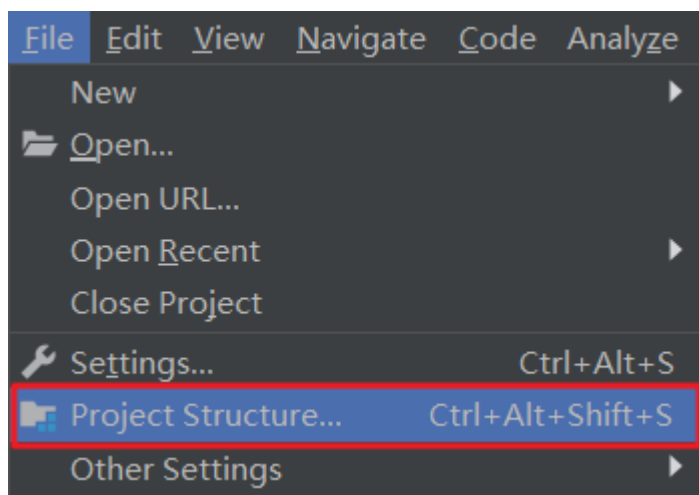 File Edit View Navigate Code Analyze
New
Open...
Open URL...
Open Recent
Close Project
Settings... Ctrl+Alt+S
Project Structure... Ctrl+Alt+Shift+S
Other Settings